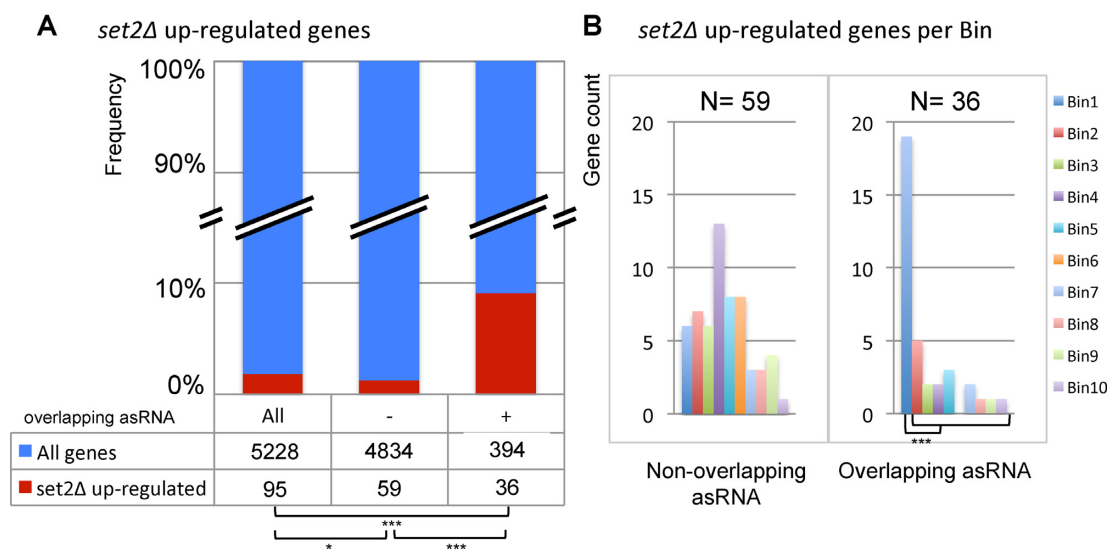 A set2Δ up-regulated genes
100%
90%
10%
0%
Frequency
overlapping asRNA All - +
All genes 5228 4834 394
set2Δ up-regulated 95 59 36
***
* ***
B set2Δ up-regulated genes per Bin
Gene count
N= 59
20
15
10
5
0
Non-overlapping
asRNA
N= 36
20
15
10
5
0
***
Overlapping asRNA
Bin1
Bin2
Bin3
Bin4
Bin5
Bin6
Bin7
Bin8
Bin9
Bin10